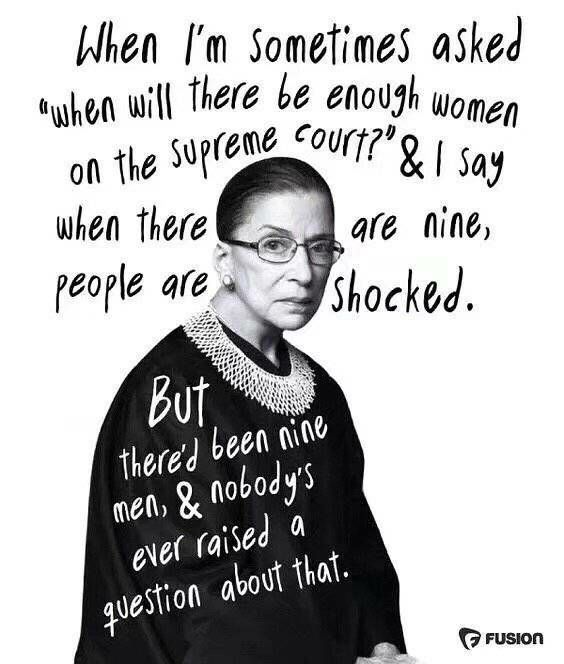 When I'm sometimes asked
"when will there be enough women
on the supreme court?" & I say
when there are nine,
people are shocked.
But
there'd been nine
men, & nobody's
ever raised a
question about that.
FUSION